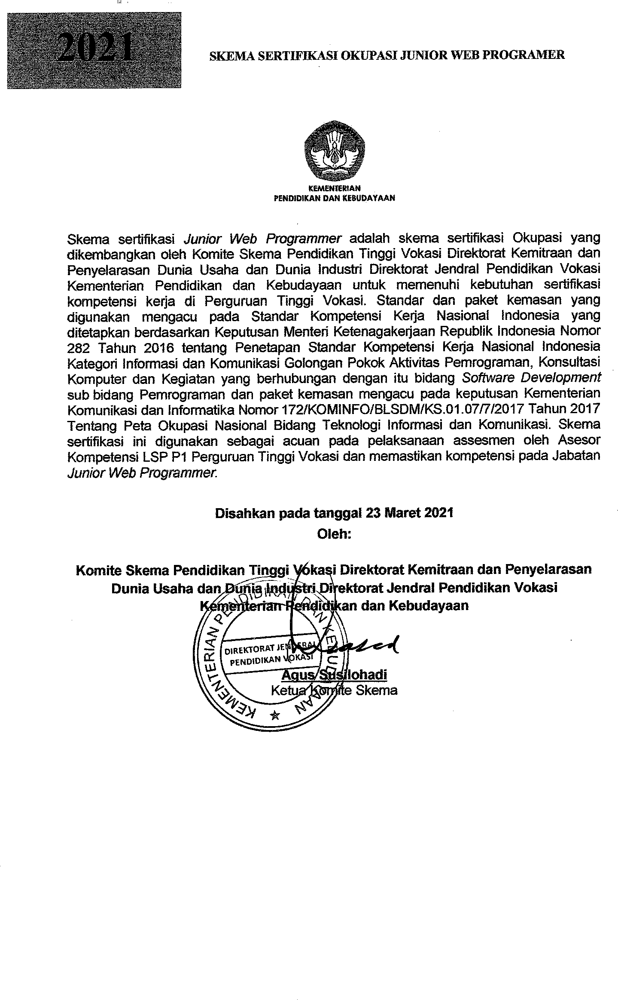 2021
SKEMA SERTIFIKASI OKUPASI JUNIOR WEB PROGRAMER
KEMENTERIAN
PENDIDIKAN DAN KEBUDAYAAN
Skema sertifikasi Junior Web Programmer adalah skema sertifikasi Okupasi yang
dikembangkan oleh Komite Skema Pendidikan Tinggi Vokasi Direktorat Kemitraan dan
Penyelarasan Dunia Usaha dan Dunia Industri Direktorat Jendral Pendidikan Vokasi
Kementerian Pendidikan dan Kebudayaan untuk memenuhi kebutuhan sertifikasi
kompetensi kerja di Perguruan Tinggi Vokasi. Standar dan paket kemasan yang
digunakan mengacu pada Standar Kompetensi Kerja Nasional Indonesia yang
ditetapkan berdasarkan Keputusan Menteri Ketenagakerjaan Republik Indonesia Nomor
282 Tahun 2016 tentang Penetapan Standar Kompetensi Kerja Nasional Indonesia
Kategori Informasi dan Komunikasi Golongan Pokok Aktivitas Pemrograman, Konsultasi
Komputer dan Kegiatan yang berhubungan dengan itu bidang Software Development
sub bidang Pemrograman dan paket kemasan mengacu pada keputusan Kementerian
Komunikasi dan Informatika Nomor 172/KOMINFO/BLSDM/KS.01.07/7/2017 Tahun 2017
Tentang Peta Okupasi Nasional Bidang Teknologi Informasi dan Komunikasi. Skema
sertifikasi ini digunakan sebagai acuan pada pelaksanaan assesmen oleh Asesor
Kompetensi LSP P1 Perguruan Tinggi Vokasi dan memastikan kompetensi pada Jabatan
Junior Web Programmer.
Disahkan pada tanggal 23 Maret 2021
Oleh:
Komite Skema Pendidikan Tinggi Vokasi Direktorat Kemitraan dan Penyelarasan
Dunia Usaha dan Dunia Industri Direktorat Jendral Pendidikan Vokasi
Kementerian Pendidikan dan Kebudayaan
KEMENTERIAN PENDIDIKAN DAN KEBUDAYAAN
DIREKTORAT JENDERAL
PENDIDIKAN VOKASI
Agus Susilohadi
Ketua Komite Skema